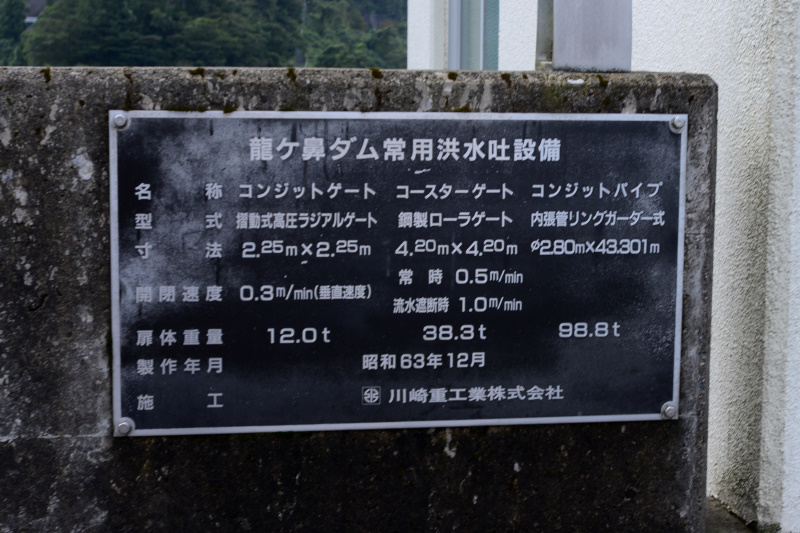 龍ケ鼻ダム常用洪水吐設備
名称 コンジットゲート コースターゲート コンジットパイプ
型式 摺動式高圧ラジアルゲート 鋼製ローラゲート 内張管リングガーダー式
寸法 2.25m×2.25m 4.20m×4.20m φ2.80m×43.301m
開閉速度 0.3m/min(垂直速度) 常時 0.5m/min
流水遮断時 1.0m/min
扉体重量 12.0t 38.3t 98.8t
製作年月 昭和63年12月
施工 川崎重工業株式会社